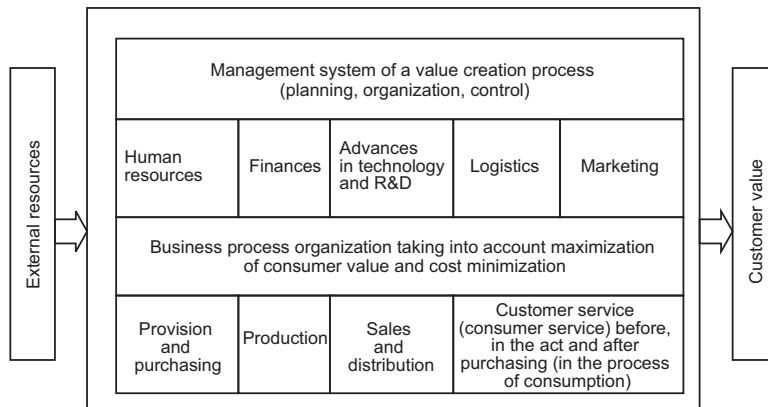 External resources
Management system of a value creation process
(planning, organization, control)
Human
resources
Finances
Advances
in technology
and R&D
Logistics
Marketing
Business process organization taking into account maximization
of consumer value and cost minimization
Provision
and
purchasing
Production
Sales
and
distribution
Customer service
(consumer service) before,
in the act and after
purchasing (in the process
of consumption)
Customer value